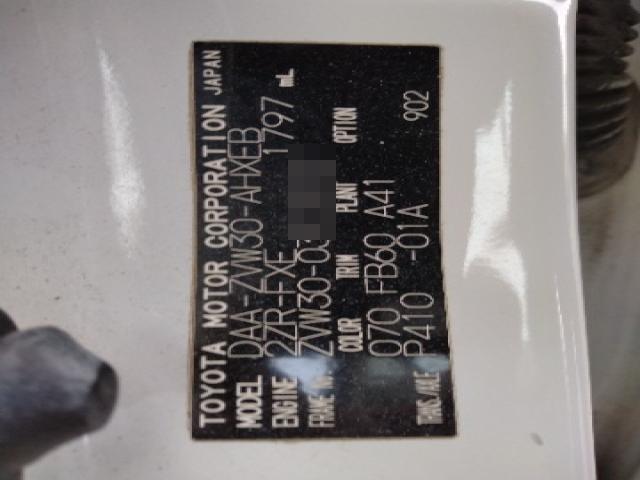 TOYOTA MOTOR CORPORATION JAPAN
MODEL DAA-ZVW30-AHXEB
ENGINE 2ZR-FXE 1797 mL
FRAME No. ZVW30-03
COLOR TRIM PLANT OPTION
070 FB60 A41
TRANS/AXLE P410 -01A 902